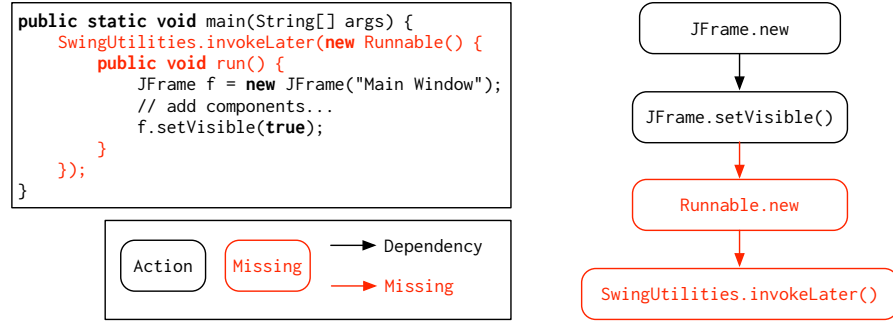 public static void main(String[] args) {
    SwingUtilities.invokeLater(new Runnable() {
        public void run() {
            JFrame f = new JFrame("Main Window");
            // add components...
            f.setVisible(true);
        }
    });
}
Action
Missing
Dependency
Missing
JFrame.new
JFrame.setVisible()
Runnable.new
SwingUtilities.invokeLater()